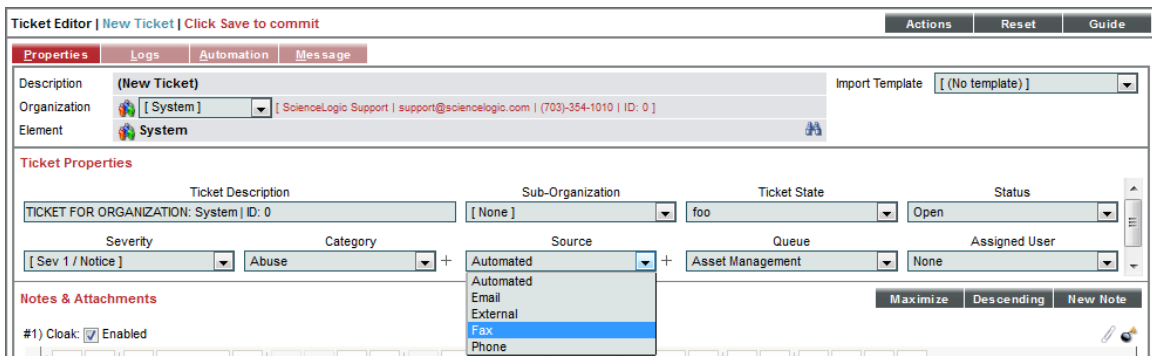 Ticket Editor | New Ticket | Click Save to commit Actions Reset Guide
Properties Logs Automation Message
Description (New Ticket) Import Template [ (No template) ]
Organization [ System ] [ ScienceLogic Support | support@sciencelogic.com | (703)-354-1010 | ID: 0 ]
Element System
Ticket Properties
Ticket Description Sub-Organization Ticket State Status
TICKET FOR ORGANIZATION: System | ID: 0 [ None ] foo Open
Severity Category Source Queue Assigned User
[ Sev 1 / Notice ] Abuse + Automated + Asset Management None
Automated
Email
External
Fax
Phone
Notes & Attachments Maximize Descending New Note
#1) Cloak: Enabled